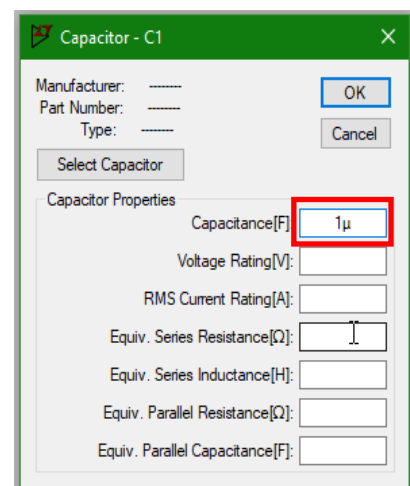 Capacitor - C1
Manufacturer: --------
Part Number: --------
Type: --------
OK
Cancel
Select Capacitor
Capacitor Properties
Capacitance[F]: 1µ
Voltage Rating[V]:
RMS Current Rating[A]:
Equiv. Series Resistance[Ω]:
Equiv. Series Inductance[H]:
Equiv. Parallel Resistance[Ω]:
Equiv. Parallel Capacitance[F]: